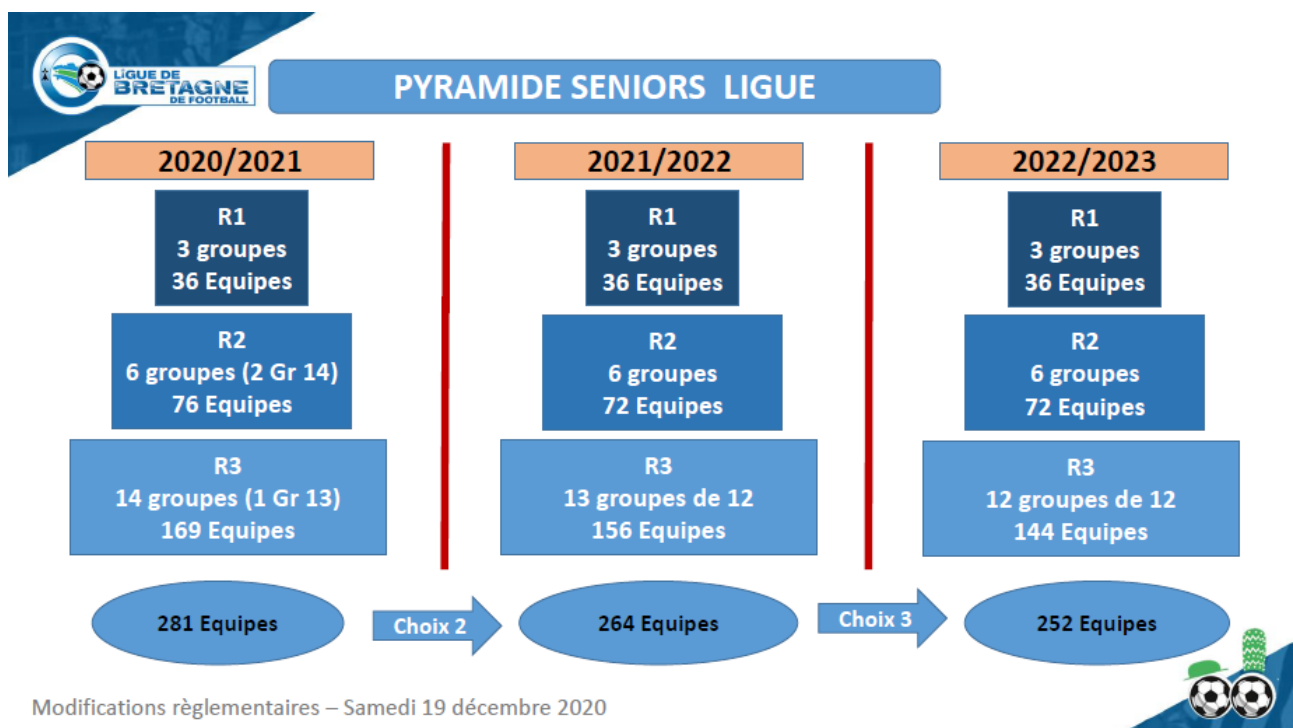 LIGUE DE
BRETAGNE
DE FOOTBALL
PYRAMIDE SENIORS LIGUE
2020/2021
R1
3 groupes
36 Equipes
R2
6 groupes (2 Gr 14)
76 Equipes
R3
14 groupes (1 Gr 13)
169 Equipes
281 Equipes
Choix 2
2021/2022
R1
3 groupes
36 Equipes
R2
6 groupes
72 Equipes
R3
13 groupes de 12
156 Equipes
264 Equipes
Choix 3
2022/2023
R1
3 groupes
36 Equipes
R2
6 groupes
72 Equipes
R3
12 groupes de 12
144 Equipes
252 Equipes
Modifications règlementaires – Samedi 19 décembre 2020